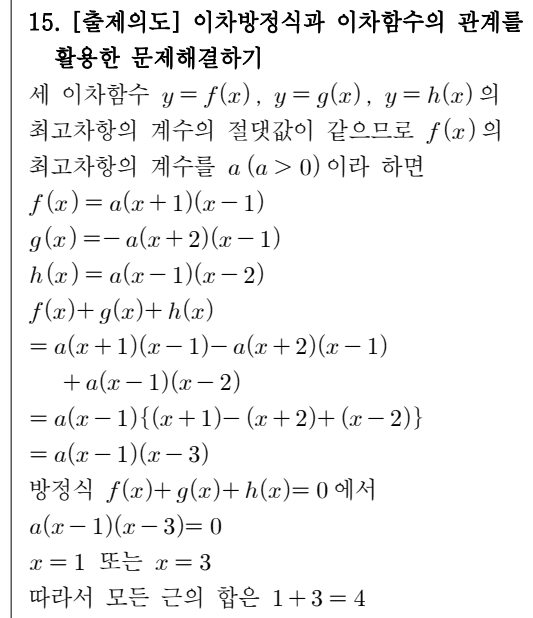 15. [출제의도] 이차방정식과 이차함수의 관계를
활용한 문제해결하기
세 이차함수 y=f(x), y=g(x), y=h(x)의
최고차항의 계수의 절댓값이 같으므로 f(x)의
최고차항의 계수를 a(a>0)이라 하면
f(x)=a(x+1)(x-1)
g(x)=-a(x+2)(x-1)
h(x)=a(x-1)(x-2)
f(x)+g(x)+h(x)
=a(x+1)(x-1)-a(x+2)(x-1)
+a(x-1)(x-2)
=a(x-1){(x+1)-(x+2)+(x-2)}
=a(x-1)(x-3)
방정식 f(x)+g(x)+h(x)=0에서
a(x-1)(x-3)=0
x=1 또는 x=3
따라서 모든 근의 합은 1+3=4